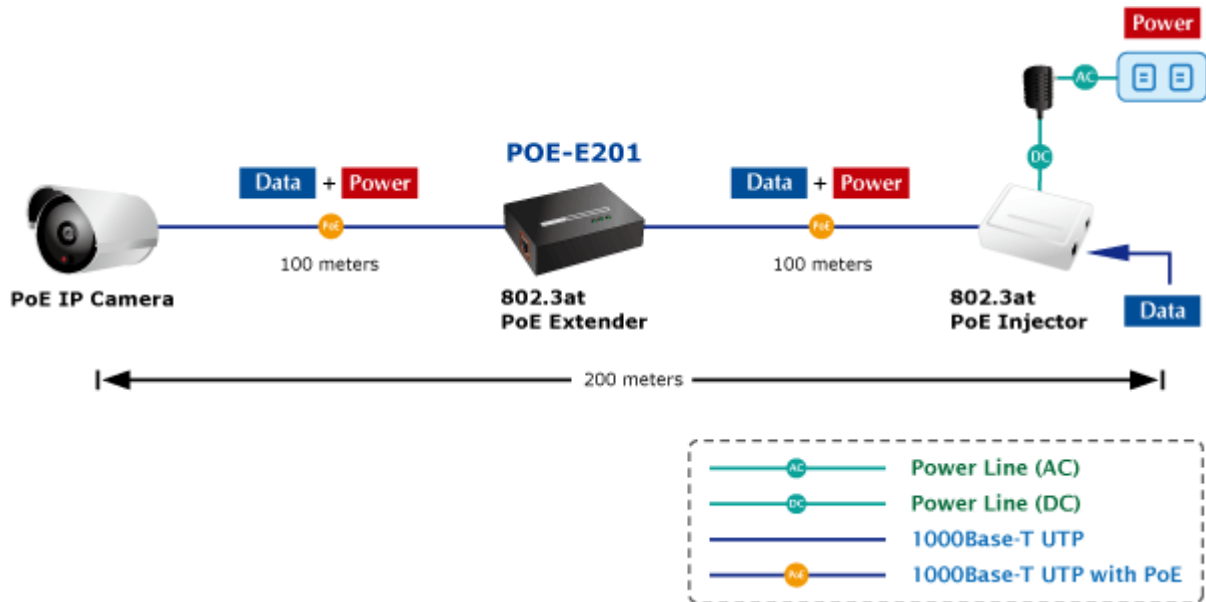 Power
AC
DC
POE-E201
Data + Power
Data + Power
PoE
PoE
100 meters
100 meters
PoE IP Camera
802.3at
PoE Extender
802.3at
PoE Injector
Data
200 meters
AC Power Line (AC)
DC Power Line (DC)
1000Base-T UTP
PoE 1000Base-T UTP with PoE